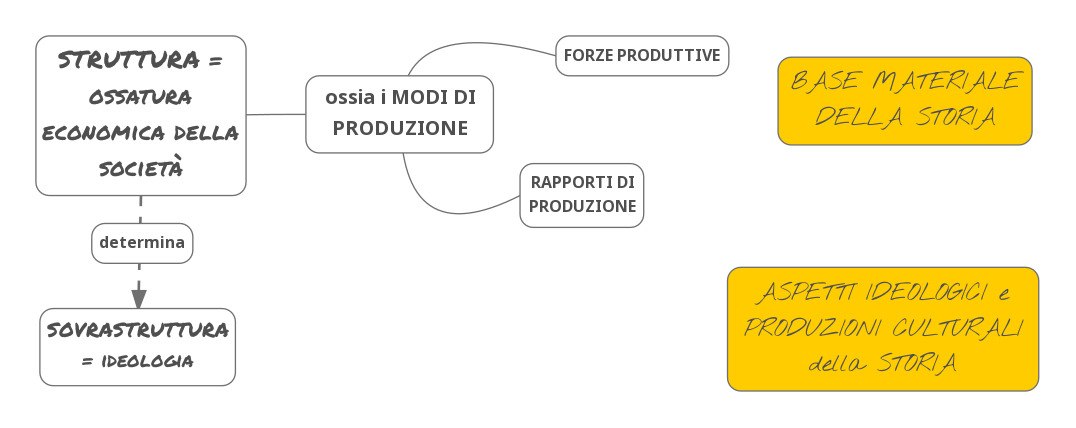 STRUTTURA =
OSSATURA
ECONOMICA DELLA
SOCIETÀ
ossia i MODI DI
PRODUZIONE
FORZE PRODUTTIVE
RAPPORTI DI
PRODUZIONE
BASE MATERIALE
DELLA STORIA
determina
SOVRASTRUTTURA
= IDEOLOGIA
ASPETTI IDEOLOGICI e
PRODUZIONI CULTURALI
della STORIA